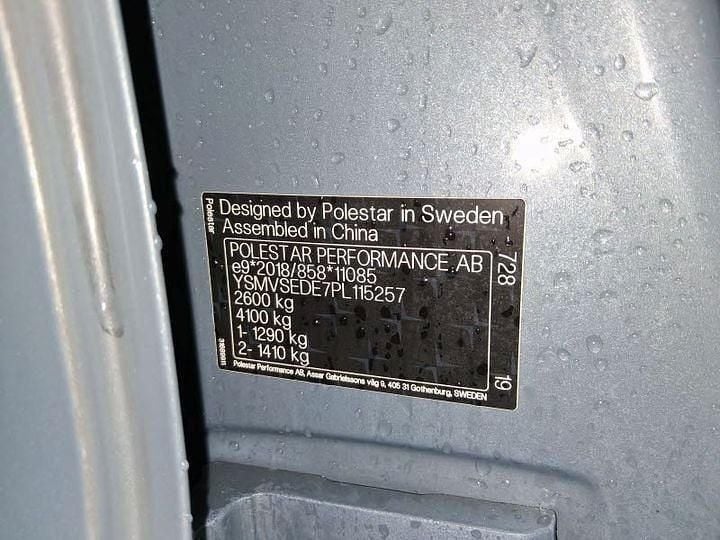 Polestar
Designed by Polestar in Sweden
Assembled in China
POLESTAR PERFORMANCE AB
e9*2018/858*11085
YSMVSEDE7PL115257
2600 kg
4100 kg
1- 1290 kg
2- 1410 kg
728
19
Polestar Performance AB, Assar Gabrielssons väg 9, 405 31 Gothenburg, SWEDEN